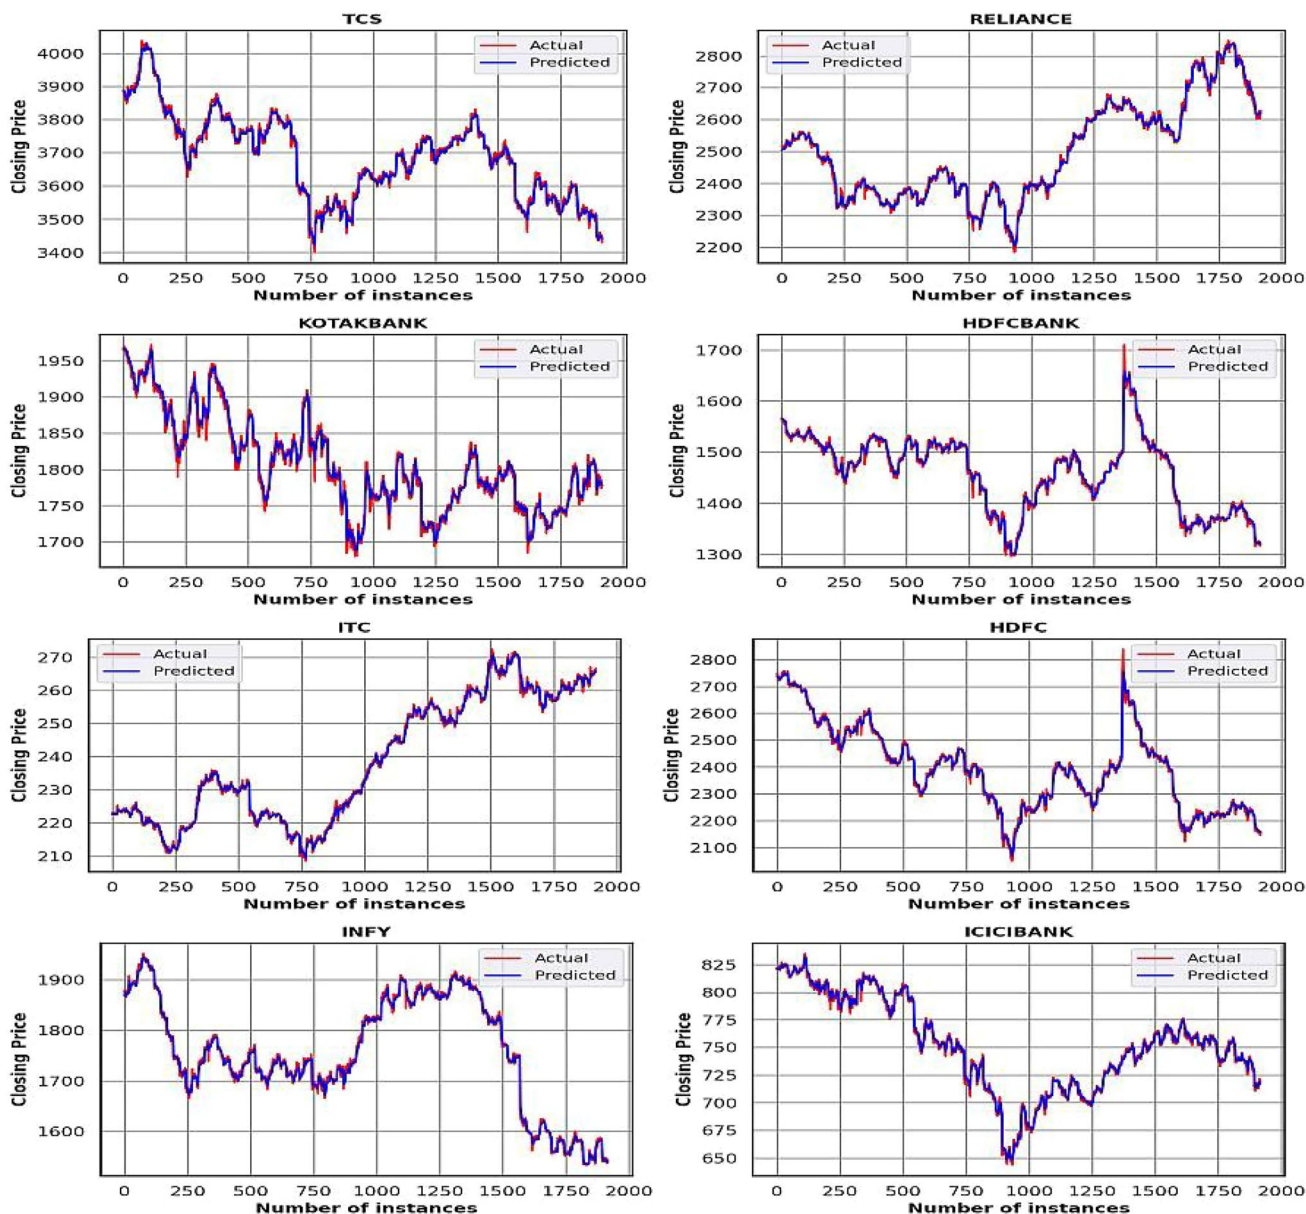 TCS
Closing Price
4000
3900
3800
3700
3600
3500
3400
Actual
Predicted
0 250 500 750 1000 1250 1500 1750 2000
Number of instances
RELIANCE
Closing Price
2800
2700
2600
2500
2400
2300
2200
Actual
Predicted
0 250 500 750 1000 1250 1500 1750 2000
Number of instances
KOTAKBANK
Closing Price
1950
1900
1850
1800
1750
1700
Actual
Predicted
0 250 500 750 1000 1250 1500 1750 2000
Number of instances
HDFCBANK
Closing Price
1700
1600
1500
1400
1300
Actual
Predicted
0 250 500 750 1000 1250 1500 1750 2000
Number of instances
ITC
Closing Price
270
260
250
240
230
220
210
Actual
Predicted
0 250 500 750 1000 1250 1500 1750 2000
Number of instances
HDFC
Closing Price
2800
2700
2600
2500
2400
2300
2200
2100
Actual
Predicted
0 250 500 750 1000 1250 1500 1750 2000
Number of instances
INFY
Closing Price
1900
1800
1700
1600
Actual
Predicted
0 250 500 750 1000 1250 1500 1750 2000
Number of instances
ICICIBANK
Closing Price
825
800
775
750
725
700
675
650
Actual
Predicted
0 250 500 750 1000 1250 1500 1750 2000
Number of instances